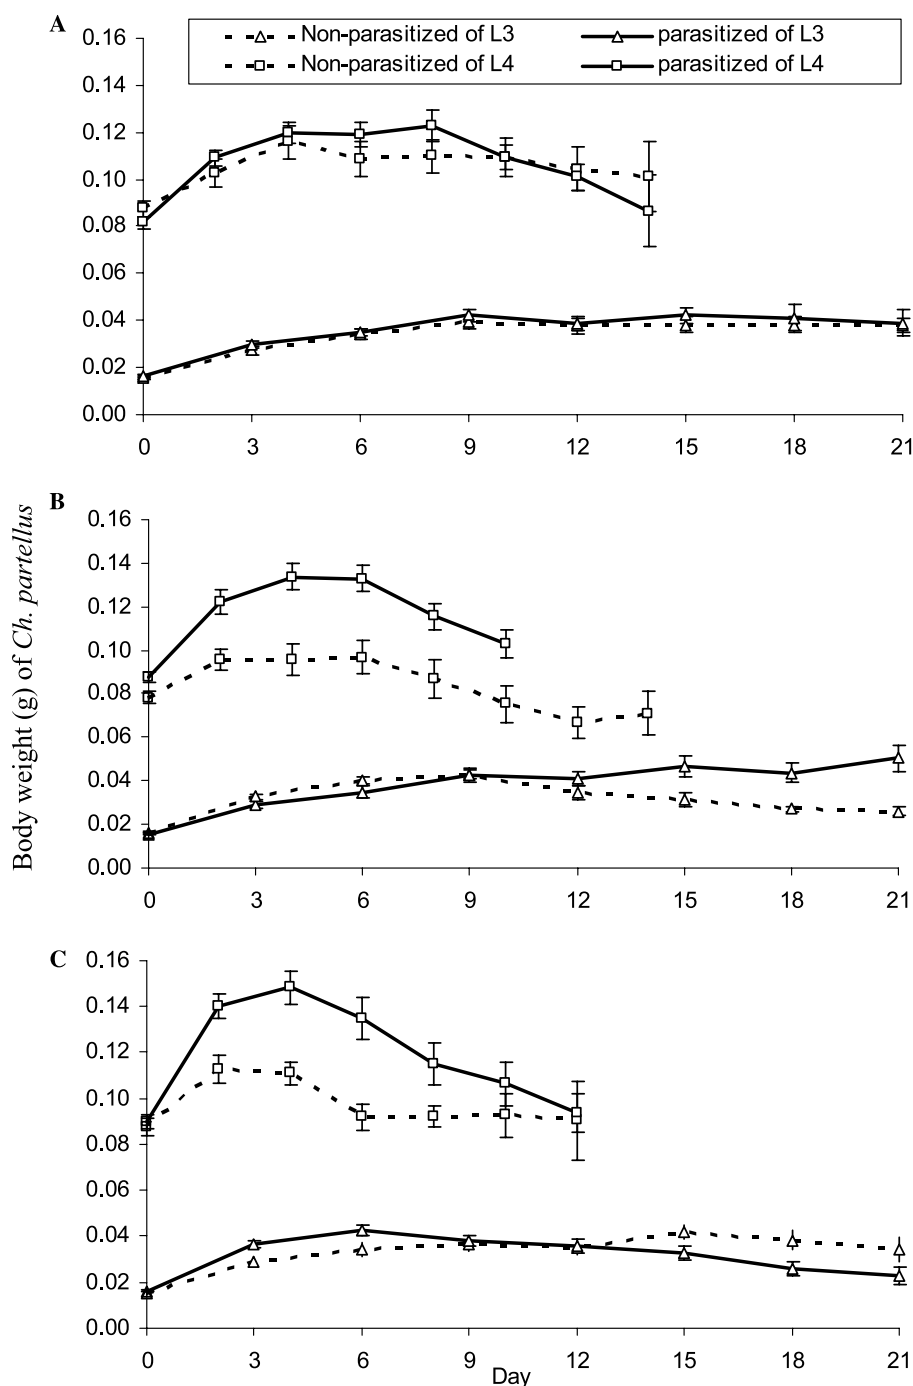 A
0.16
0.14
0.12
0.10
0.08
0.06
0.04
0.02
0.00
Non-parasitized of L3
parasitized of L3
Non-parasitized of L4
parasitized of L4
0 3 6 9 12 15 18 21
B
0.16
0.14
0.12
0.10
0.08
0.06
0.04
0.02
0.00
0 3 6 9 12 15 18 21
Body weight (g) of Ch. partellus
C
0.16
0.14
0.12
0.10
0.08
0.06
0.04
0.02
0.00
0 3 6 9 12 15 18 21
Day